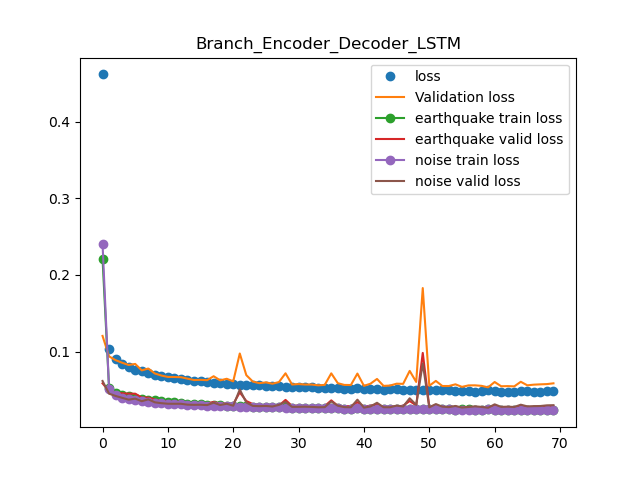 Branch_Encoder_Decoder_LSTM
loss
Validation loss
earthquake train loss
earthquake valid loss
noise train loss
noise valid loss
0.4
0.3
0.2
0.1
0 10 20 30 40 50 60 70